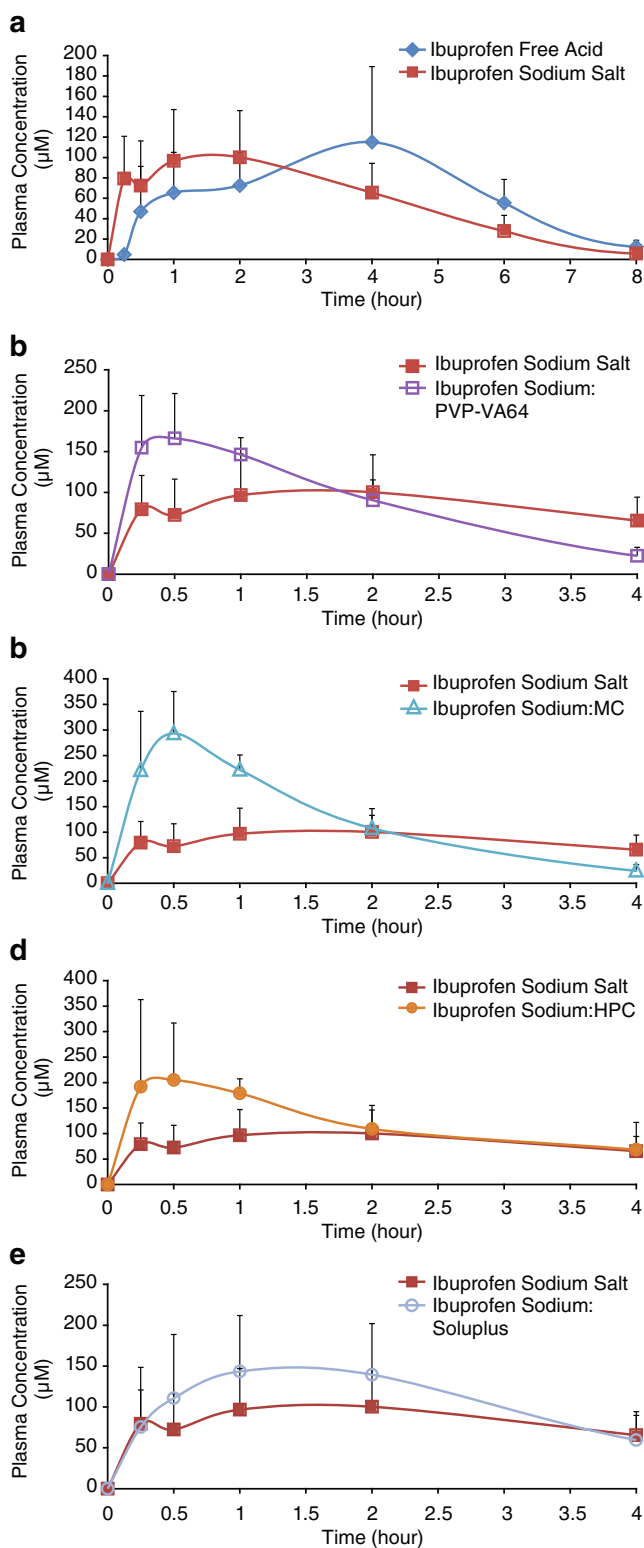 a
Ibuprofen Free Acid
Ibuprofen Sodium Salt
Plasma Concentration
(µM)
200
180
160
140
120
100
80
60
40
20
0
0 1 2 3 4 5 6 7 8
Time (hour)
b
Ibuprofen Sodium Salt
Ibuprofen Sodium:
PVP-VA64
Plasma Concentration
(µM)
250
200
150
100
50
0
0 0.5 1 1.5 2 2.5 3 3.5 4
Time (hour)
b
Ibuprofen Sodium Salt
Ibuprofen Sodium:MC
Plasma Concentration
(µM)
400
350
300
250
200
150
100
50
0
0 0.5 1 1.5 2 2.5 3 3.5 4
Time (hour)
d
Ibuprofen Sodium Salt
Ibuprofen Sodium:HPC
Plasma Concentration
(µM)
400
350
300
250
200
150
100
50
0
0 0.5 1 1.5 2 2.5 3 3.5 4
Time (hour)
e
Ibuprofen Sodium Salt
Ibuprofen Sodium:
Soluplus
Plasma Concentration
(µM)
250
200
150
100
50
0
0 0.5 1 1.5 2 2.5 3 3.5 4
Time (hour)